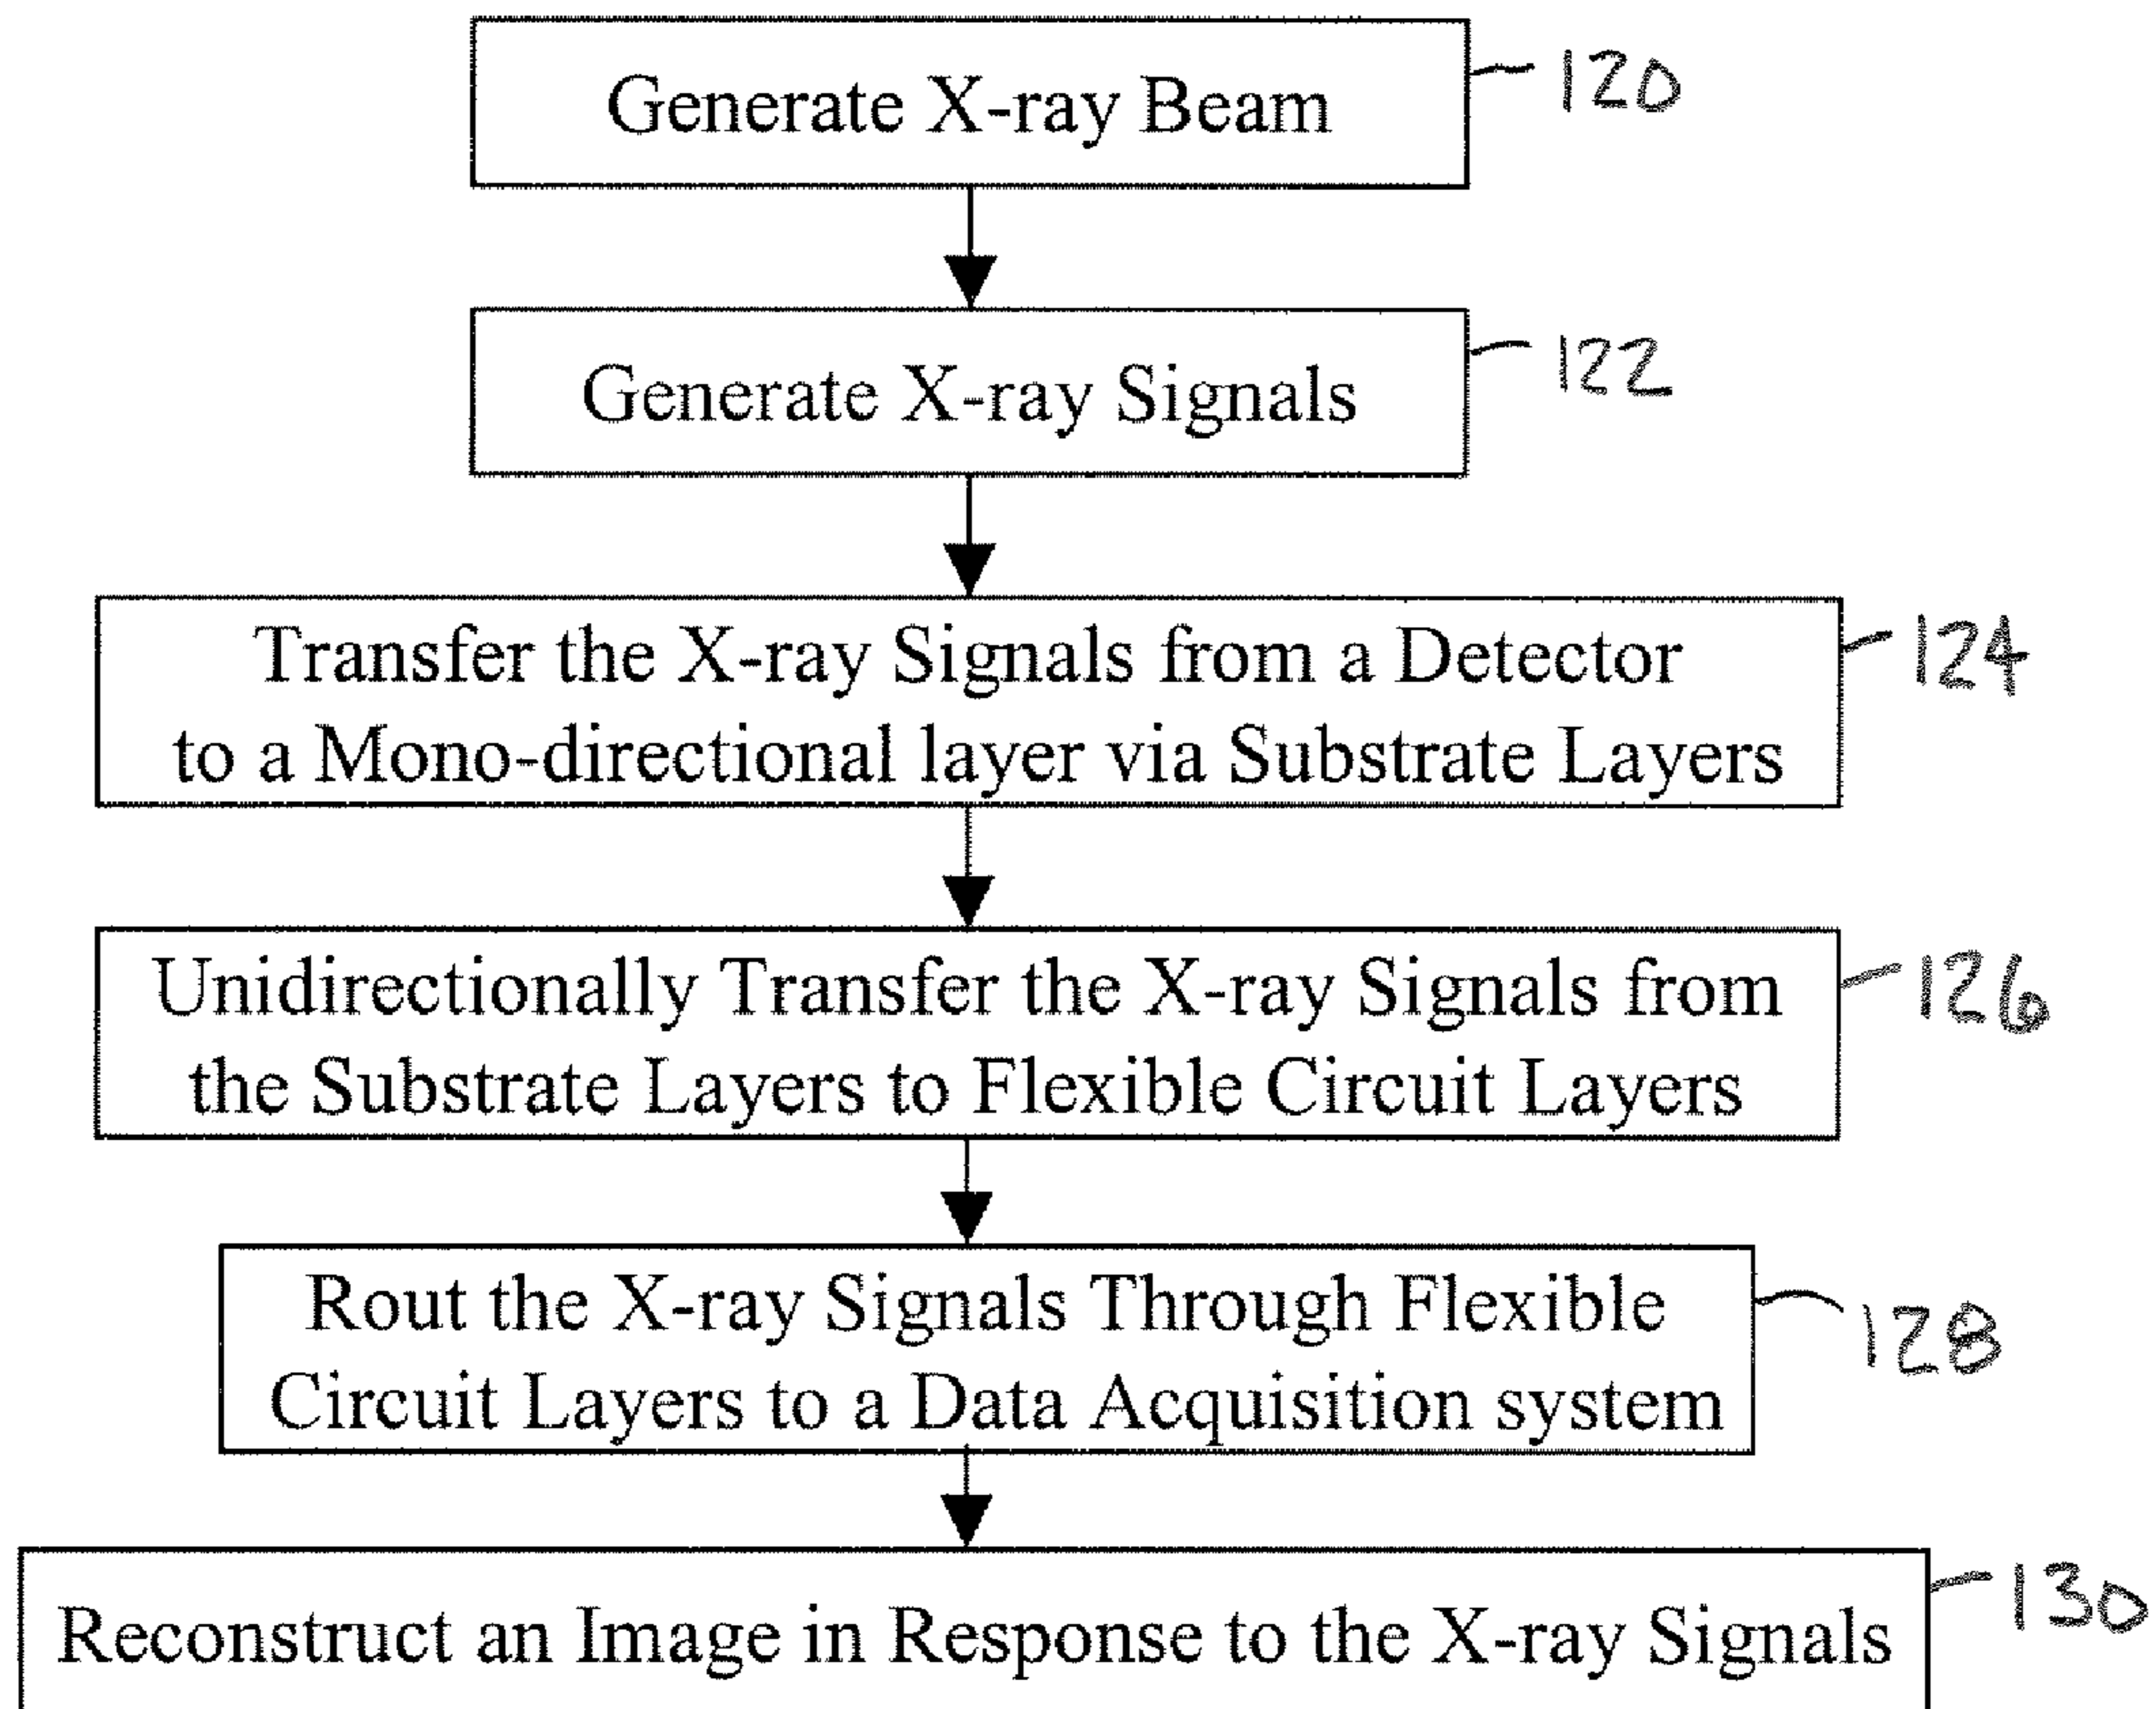 Generate X-ray Beam
120
Generate X-ray Signals
122
Transfer the X-ray Signals from a Detector
to a Mono-directional layer via Substrate Layers
124
Unidirectionally Transfer the X-ray Signals from
the Substrate Layers to Flexible Circuit Layers
126
Rout the X-ray Signals Through Flexible
Circuit Layers to a Data Acquisition system
128
Reconstruct an Image in Response to the X-ray Signals
130